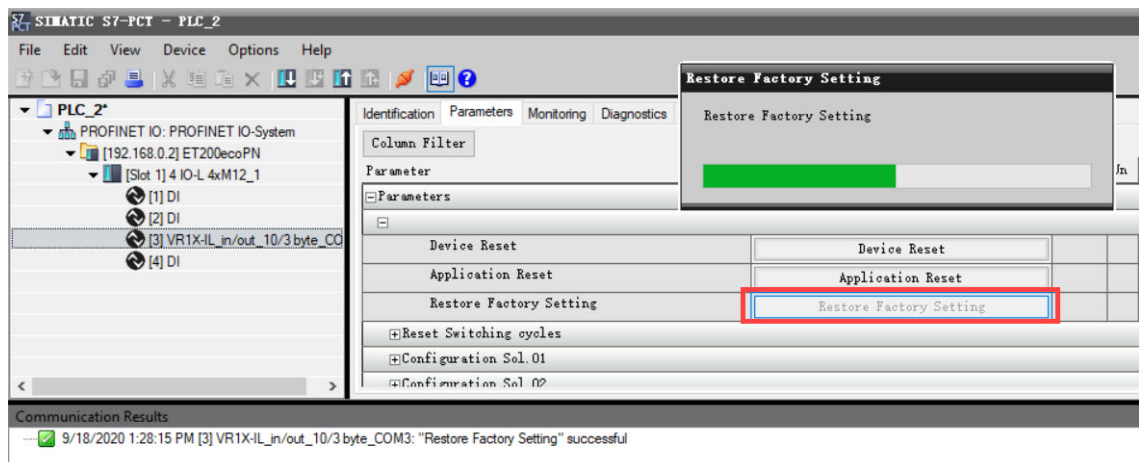 SIMATIC S7-PCT - PLC_2
File Edit View Device Options Help
Restore Factory Setting
Restore Factory Setting
PLC_2*
PROFINET IO: PROFINET IO-System
[192.168.0.2] ET200ecoPN
[Slot 1] 4 IO-L 4xM12_1
[1] DI
[2] DI
[3] VR1X-IL_in/out_10/3 byte_CO
[4] DI
Identification Parameters Monitoring Diagnostics
Column Filter
Parameter
Parameters
Device Reset Device Reset
Application Reset Application Reset
Restore Factory Setting Restore Factory Setting
Reset Switching cycles
Configuration Sol.01
Configuration Sol.02
Communication Results
9/18/2020 1:28:15 PM [3] VR1X-IL_in/out_10/3 byte_COM3: "Restore Factory Setting" successful